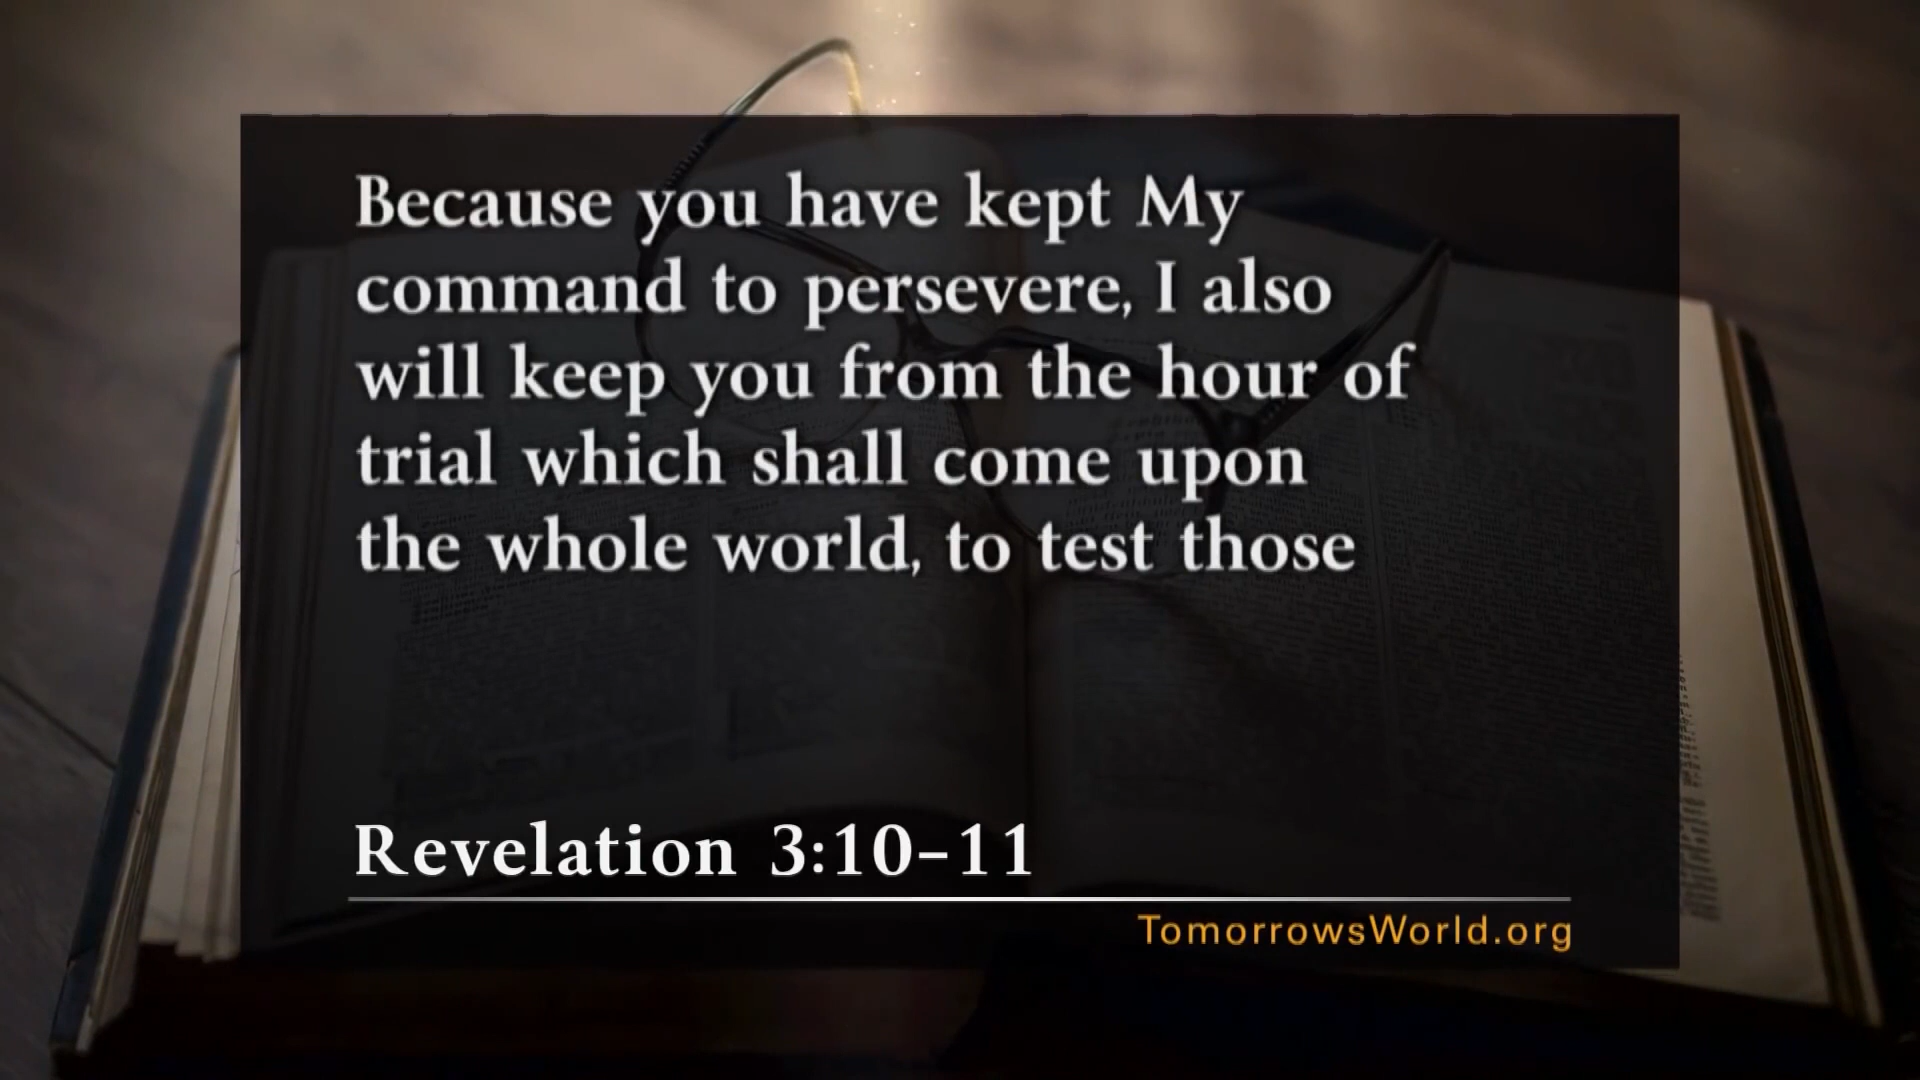 Because you have kept My
command to persevere, I also
will keep you from the hour of
trial which shall come upon
the whole world, to test those
Revelation 3:10–11
TomorrowsWorld.org